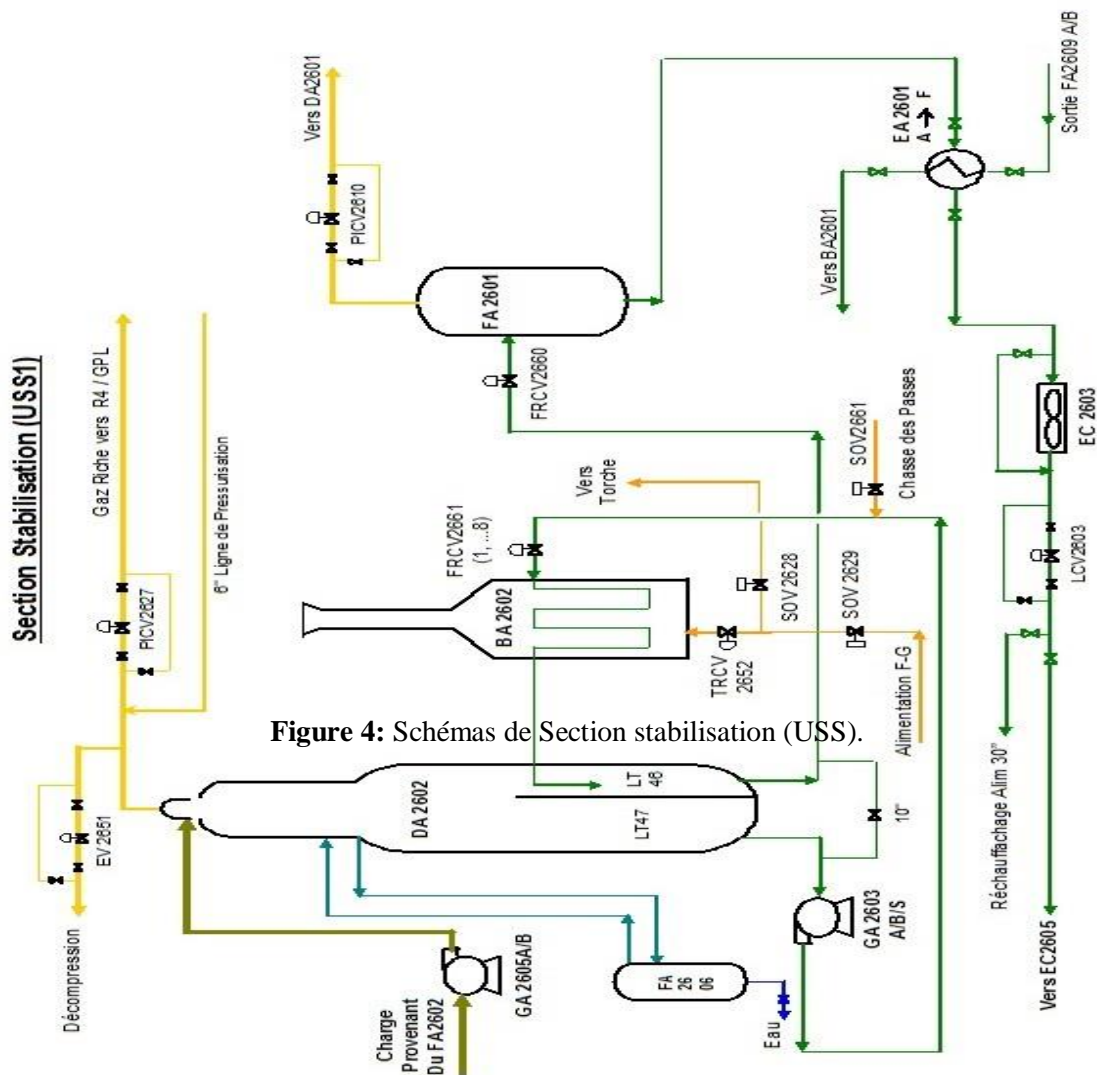 Section Stabilisation (USS1)
Décompression
EV 2651
Gaz Riche vers R4 / GPL
PICV2627
6" Ligne de Pressurisation
Vers DA2601
PICV2610
FA2601
FRCV2660
Charge
Provenant
Du FA2602
GA 2605A/B
DA 2602
LT47
LT
46
FA
26
06
Eau
GA 2603
A/B/S
10"
BA 2602
FRCV2661
(1, ...8)
Vers
Torche
TRCV
2652
SOV 2628
SOV 2629
Alimentation F-G
SOV2661
Chasse des Passes
EA 2601
A → F
Vers BA2601
Sortie FA2609 A/B
EC 2603
LCV2603
Réchauffachage Alim 30"
Vers EC2605
Figure 4: Schémas de Section stabilisation (USS).